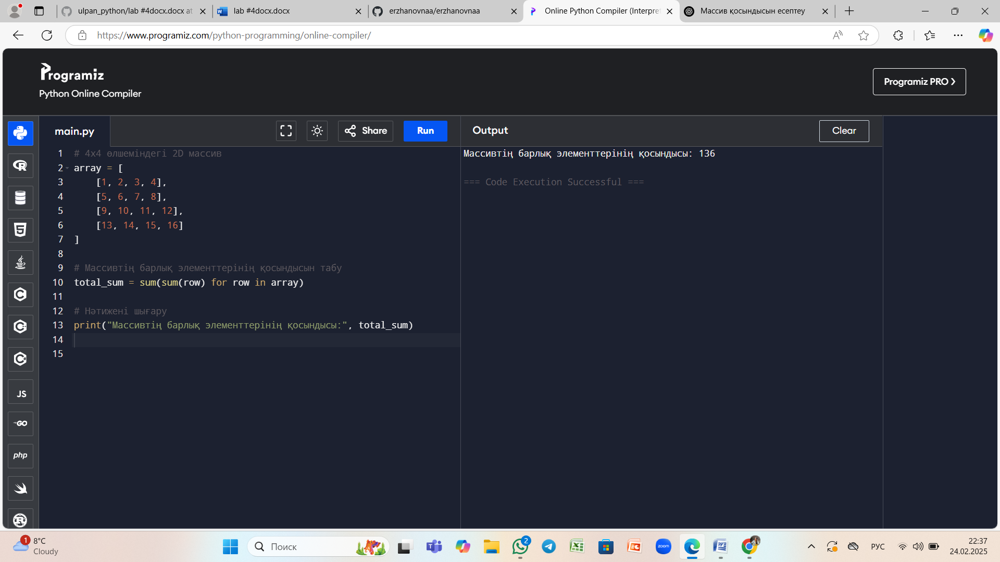 ulpan_python/lab #4docx.docx at
lab #4docx.docx
erzhanovnaa/erzhanovnaa
Online Python Compiler (Interpret
Массив қосындысын есептеу
https://www.programiz.com/python-programming/online-compiler/
Programiz
Python Online Compiler
Programiz PRO ❯
main.py
Share
Run
Output
Clear
1 # 4x4 өлшеміндегі 2D массив
2 array = [
3     [1, 2, 3, 4],
4     [5, 6, 7, 8],
5     [9, 10, 11, 12],
6     [13, 14, 15, 16]
7 ]
8
9 # Массивтің барлық элементтерінің қосындысын табу
10 total_sum = sum(sum(row) for row in array)
11
12 # Нәтижені шығару
13 print("Массивтің барлық элементтерінің қосындысы:", total_sum)
14
15
Массивтің барлық элементтерінің қосындысы: 136
=== Code Execution Successful ===
JS
GO
php
1
8°C
Cloudy
Поиск
2
zoom
РУС
22:37
24.02.2025